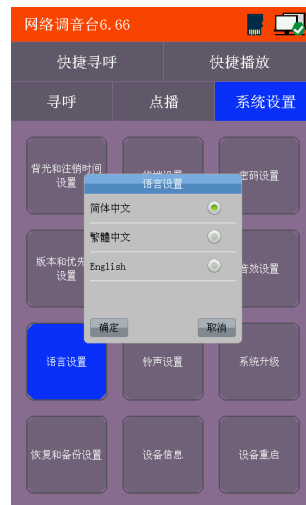 网络调音台6.66
快捷寻呼
快捷播放
寻呼
点播
系统设置
背光和注销时间
设置
密码设置
语言设置
简体中文
繁體中文
English
确定
取消
版本和优先
设置
音效设置
语言设置
铃声设置
系统升级
恢复和备份设置
设备信息
设备重启